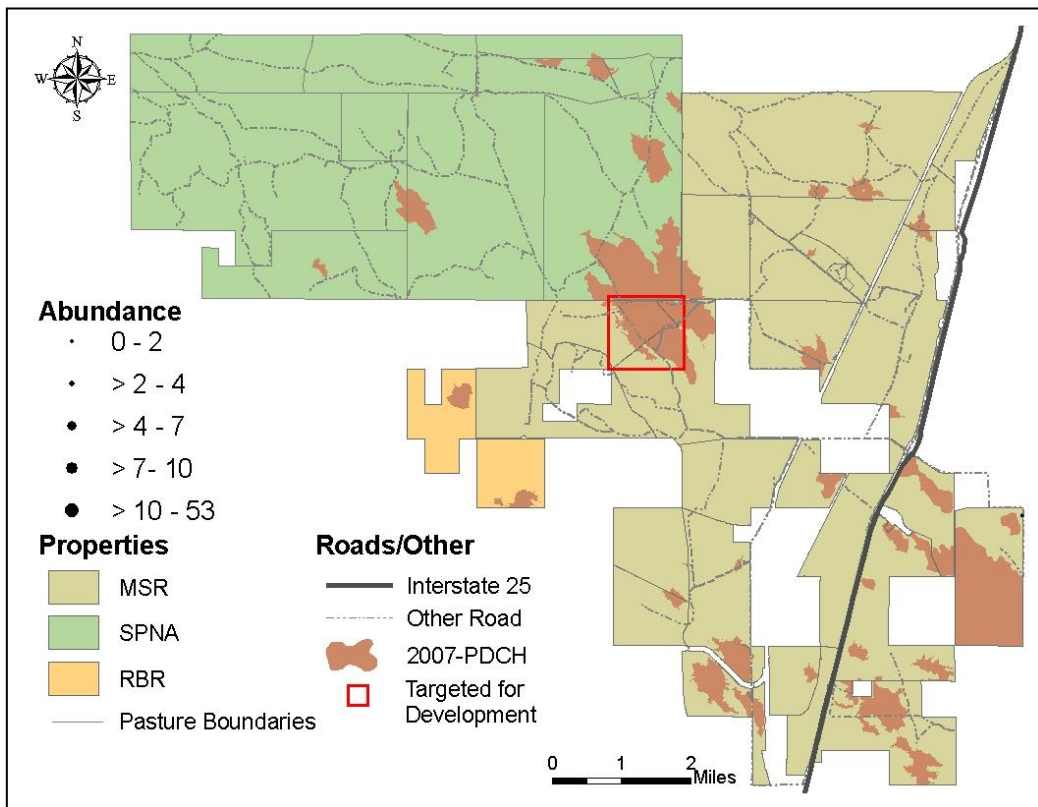 N
W E
S
Abundance
0 - 2
> 2 - 4
> 4 - 7
> 7- 10
> 10 - 53
Properties
MSR
SPNA
RBR
Pasture Boundaries
Roads/Other
Interstate 25
Other Road
2007-PDCH
Targeted for
Development
0 1 2
Miles